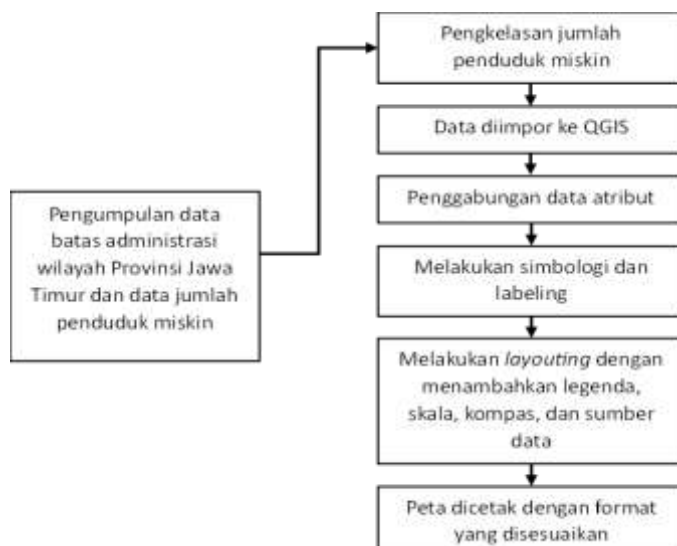 Pengumpulan data
batas administrasi
wilayah Provinsi Jawa
Timur dan data jumlah
penduduk miskin
Pengkelasan jumlah
penduduk miskin
Data diimpor ke QGIS
Penggabungan data atribut
Melakukan simbologi dan
labeling
Melakukan layouting dengan
menambahkan legenda,
skala, kompas, dan sumber
data
Peta dicetak dengan format
yang disesuaikan